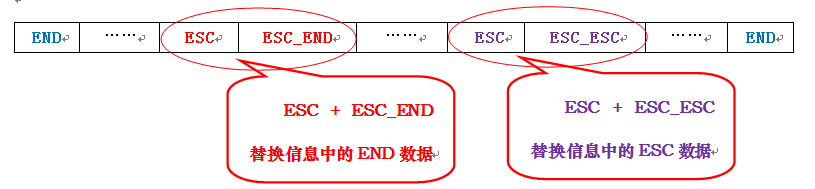 END …… ESC ESC_END …… ESC ESC_ESC …… END
ESC + ESC_END
替换信息中的 END 数据
ESC + ESC_ESC
替换信息中的 ESC 数据